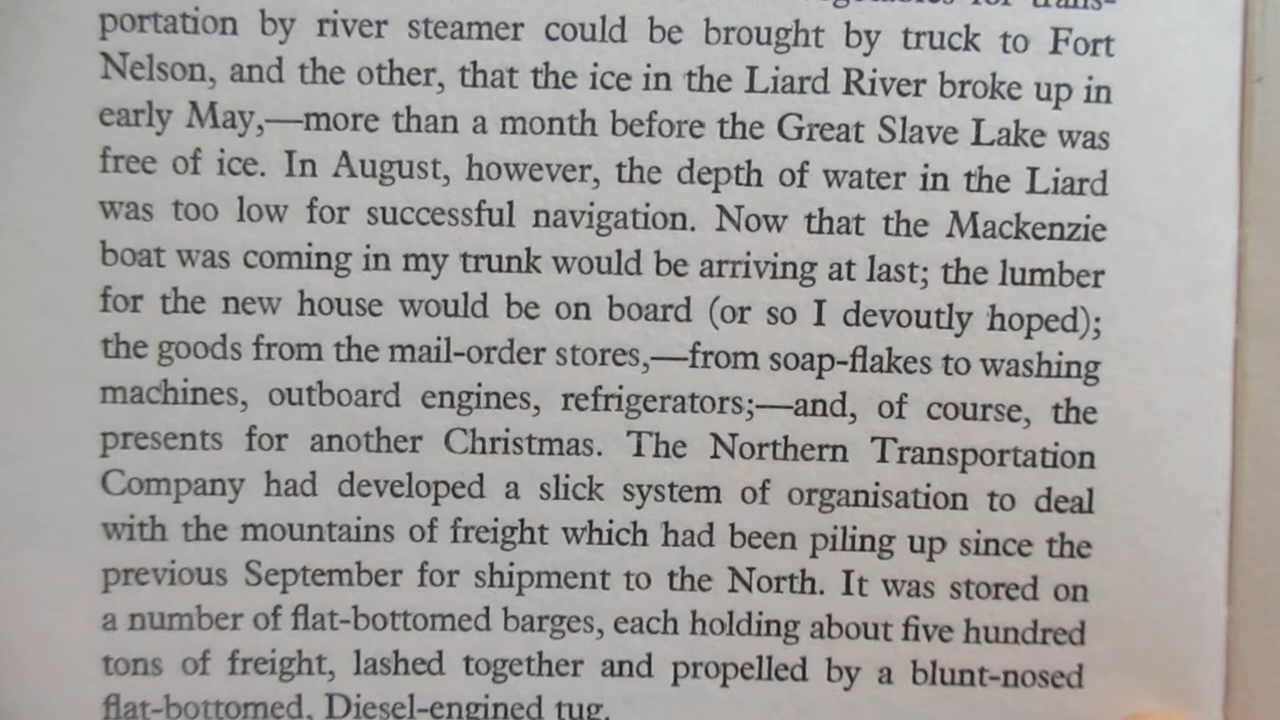 for trans-
portation by river steamer could be brought by truck to Fort
Nelson, and the other, that the ice in the Liard River broke up in
early May,—more than a month before the Great Slave Lake was
free of ice. In August, however, the depth of water in the Liard
was too low for successful navigation. Now that the Mackenzie
boat was coming in my trunk would be arriving at last; the lumber
for the new house would be on board (or so I devoutly hoped);
the goods from the mail-order stores,—from soap-flakes to washing
machines, outboard engines, refrigerators;—and, of course, the
presents for another Christmas. The Northern Transportation
Company had developed a slick system of organisation to deal
with the mountains of freight which had been piling up since the
previous September for shipment to the North. It was stored on
a number of flat-bottomed barges, each holding about five hundred
tons of freight, lashed together and propelled by a blunt-nosed
flat-bottomed, Diesel-engined tug.